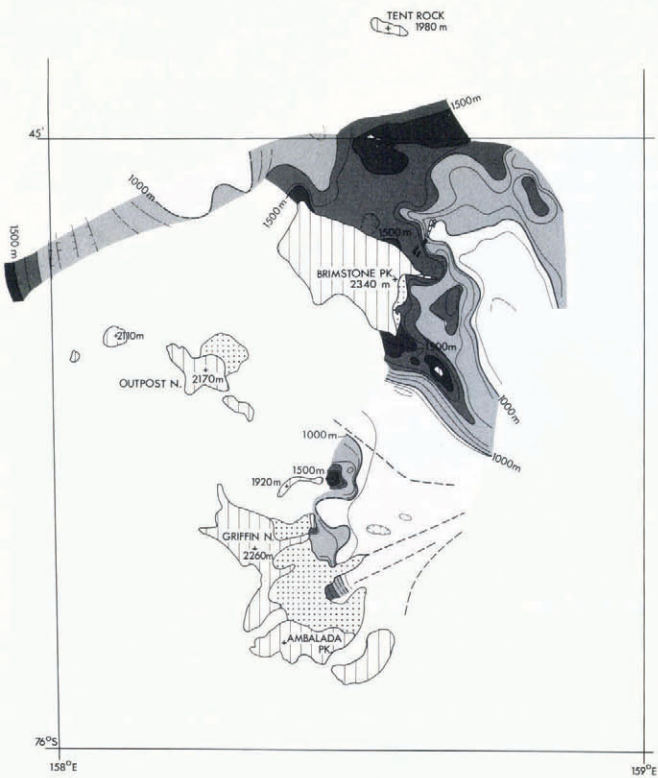 TENT ROCK
1980 m
1500m
45'
1000m
1500m
1500 m
1500m
BRIMSTONE PK.
2340 m
2110m
1500m
2170m
OUTPOST N.
1000m
1000m
1000m
1500m
1920m
GRIFFIN N.
2260m
AMBALADA
PK.
76°S
158°E
159°E